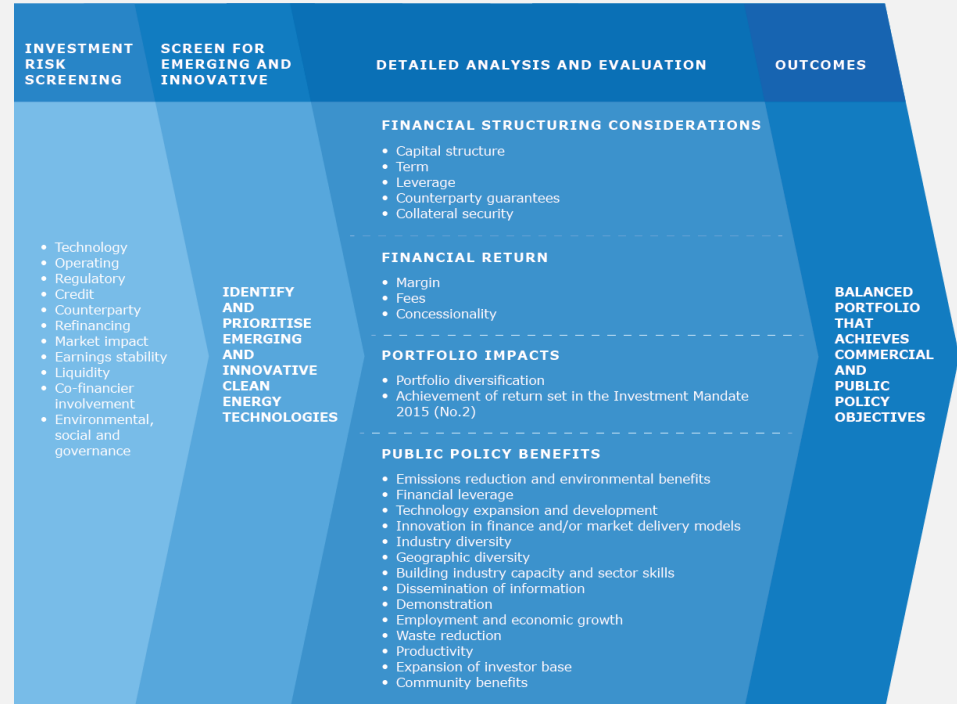 INVESTMENT
RISK
SCREENING
SCREEN FOR
EMERGING AND
INNOVATIVE
DETAILED ANALYSIS AND EVALUATION
OUTCOMES
• Technology
• Operating
• Regulatory
• Credit
• Counterparty
• Refinancing
• Market impact
• Earnings stability
• Liquidity
• Co-financier
involvement
• Environmental,
social and
governance
IDENTIFY
AND
PRIORITISE
EMERGING
AND
INNOVATIVE
CLEAN
ENERGY
TECHNOLOGIES
FINANCIAL STRUCTURING CONSIDERATIONS
• Capital structure
• Term
• Leverage
• Counterparty guarantees
• Collateral security
FINANCIAL RETURN
• Margin
• Fees
• Concessionality
PORTFOLIO IMPACTS
• Portfolio diversification
• Achievement of return set in the Investment Mandate
2015 (No.2)
PUBLIC POLICY BENEFITS
• Emissions reduction and environmental benefits
• Financial leverage
• Technology expansion and development
• Innovation in finance and/or market delivery models
• Industry diversity
• Geographic diversity
• Building industry capacity and sector skills
• Dissemination of information
• Demonstration
• Employment and economic growth
• Waste reduction
• Productivity
• Expansion of investor base
• Community benefits
BALANCED
PORTFOLIO
THAT
ACHIEVES
COMMERCIAL
AND
PUBLIC
POLICY
OBJECTIVES